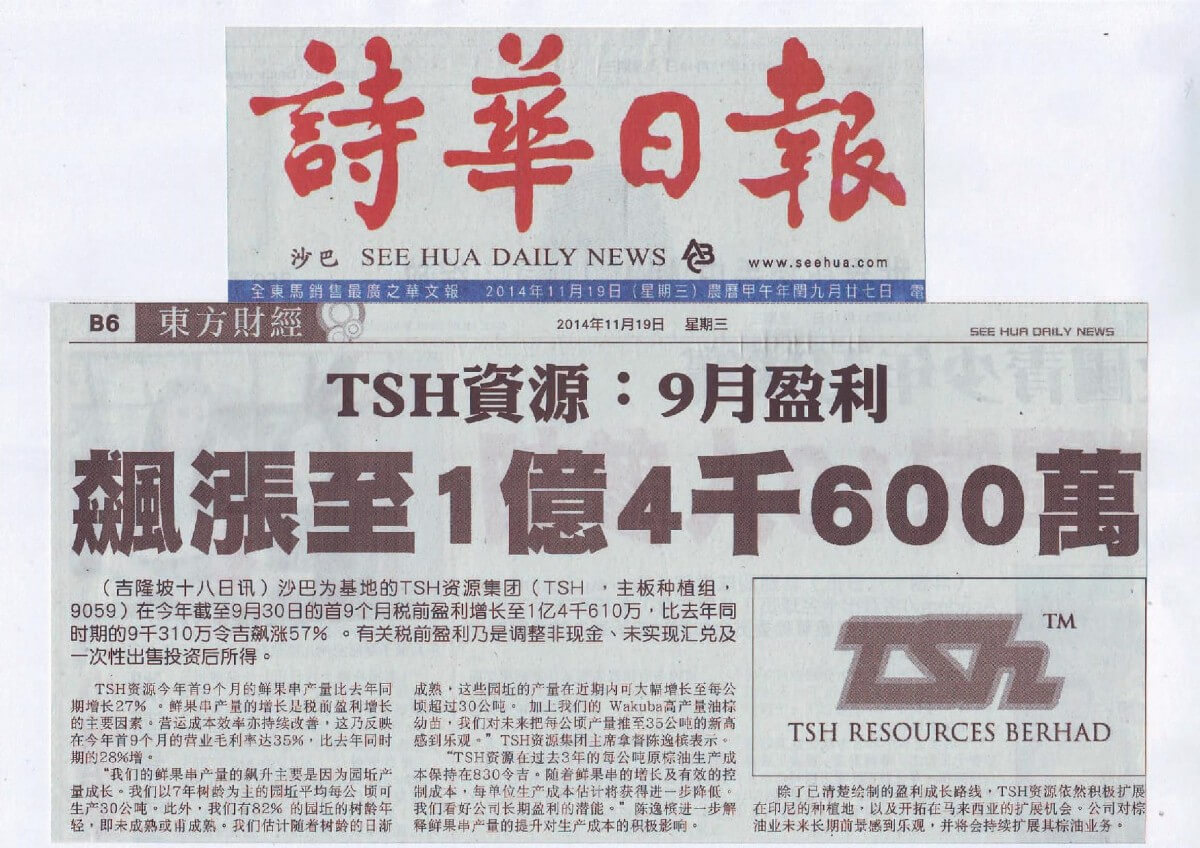 詩華日報
沙巴 SEE HUA DAILY NEWS www.seehua.com
全東馬銷售最廣之華文報 2014年11月19日（星期三）農曆甲午年閏九月廿七日 電
B6 東方財經 2014年11月19日 星期三 SEE HUA DAILY NEWS
TSH資源：9月盈利
飆漲至1億4千600萬
（吉隆坡十八日讯）沙巴为基地的TSH资源集团（TSH ，主板种植组，
9059）在今年截至9月30日的首9个月税前盈利增长至1亿4千610万，比去年同
时期的9千310万令吉飙涨57% 。有关税前盈利乃是调整非现金、未实现汇兑及
一次性出售投资后所得。
TSH资源今年首9个月的鲜果串产量比去年同
期增长27% 。鲜果串产量的增长是税前盈利增长
的主要因素。营运成本效率亦持续改善，这乃反映
在今年首9个月的营业毛利率达35%，比去年同时
期的28%增。
“我们的鲜果串产量的飙升主要是因为园坵产
量成长。我们以7年树龄为主的园坵平均每公 顷可
生产30公吨。此外，我们有82% 的园坵的树龄年
轻，即未成熟或甫成熟。我们估计随着树龄的日渐
成熟，这些园坵的产量在近期内可大幅增长至每公
顷超过30公吨。 加上我们的 Wakuba高产量油棕
幼苗，我们对未来把每公顷产量推至35公吨的新高
感到乐观。”TSH资源集团主席拿督陈逸槟表示。
“TSH资源在过去3年的每公吨原棕油生产成
本保持在830令吉。随着鲜果串的增长及有效的控
制成本，每单位生产成本估计将获得进一步降低。
我们看好公司长期盈利的潜能。”陈逸槟进一步解
释鲜果串产量的提升对生产成本的积极影响。
TSh TM
TSH RESOURCES BERHAD
除了已清楚绘制的盈利成长路线，TSH资源依然积极扩展
在印尼的种植地，以及开拓在马来西亚的扩展机会。公司对棕
油业未来长期前景感到乐观，并将会持续扩展其棕油业务。